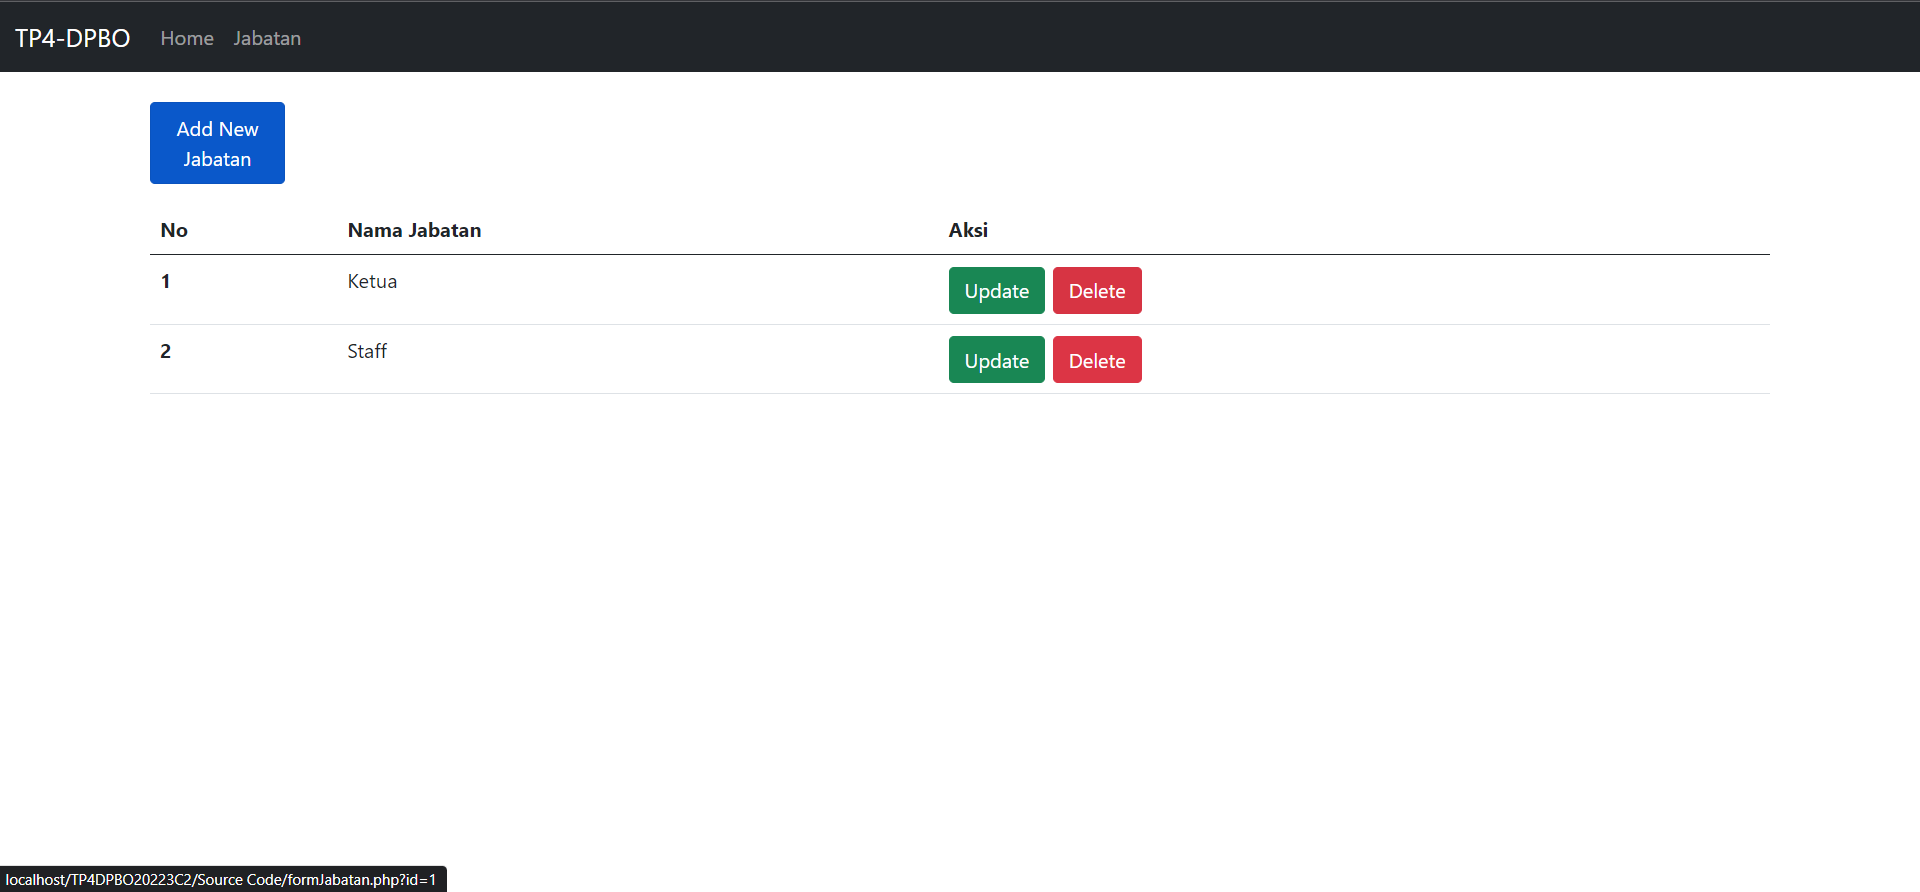 TP4-DPBO Home Jabatan
Add New
Jabatan
No Nama Jabatan Aksi
1 Ketua Update Delete
2 Staff Update Delete
localhost/TP4DPBO20223C2/Source Code/formJabatan.php?id=1